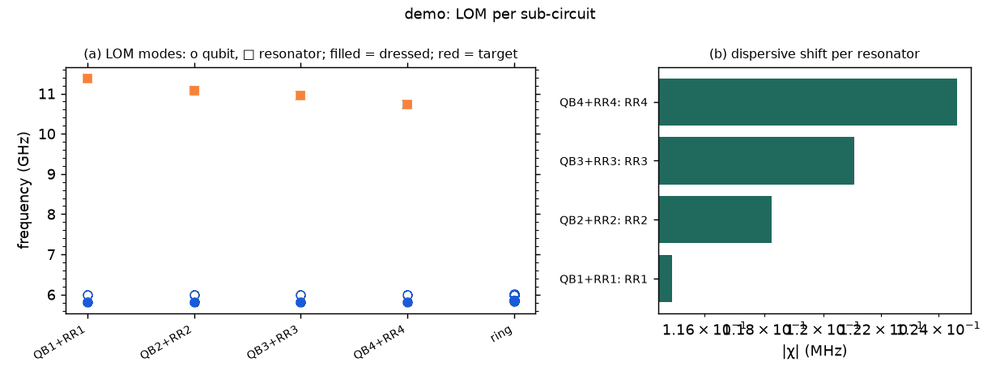 demo: LOM per sub-circuit
(a) LOM modes: o qubit, □ resonator; filled = dressed; red = target
frequency (GHz)
11
10
9
8
7
6
QB1+RR1
QB2+RR2
QB3+RR3
QB4+RR4
ring
(b) dispersive shift per resonator
QB4+RR4: RR4
QB3+RR3: RR3
QB2+RR2: RR2
QB1+RR1: RR1
|χ| (MHz)